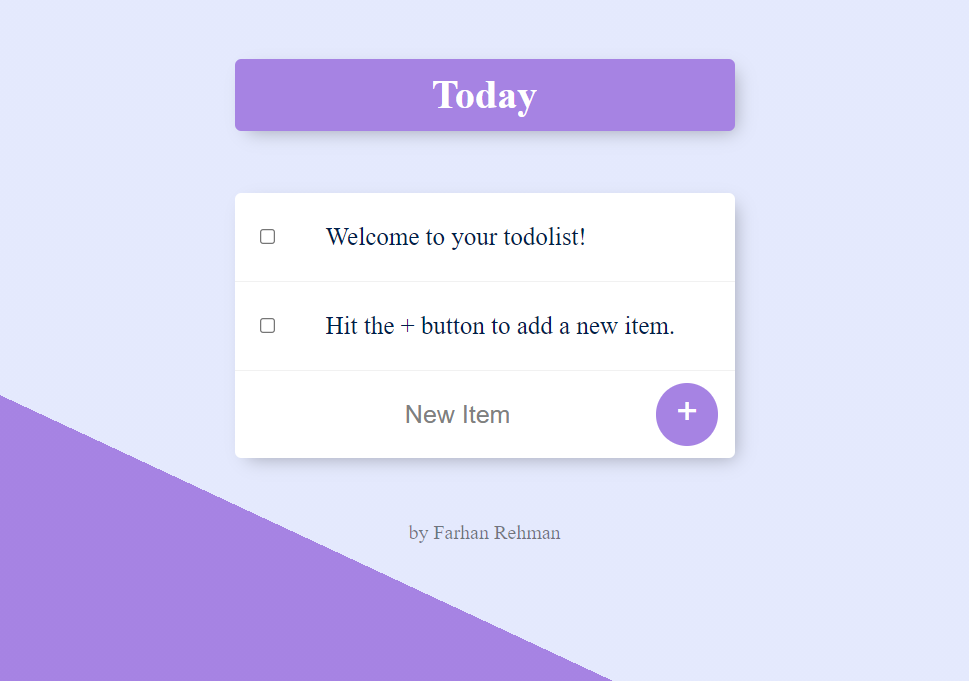 Today
Welcome to your todolist!
Hit the + button to add a new item.
New Item
+
by Farhan Rehman